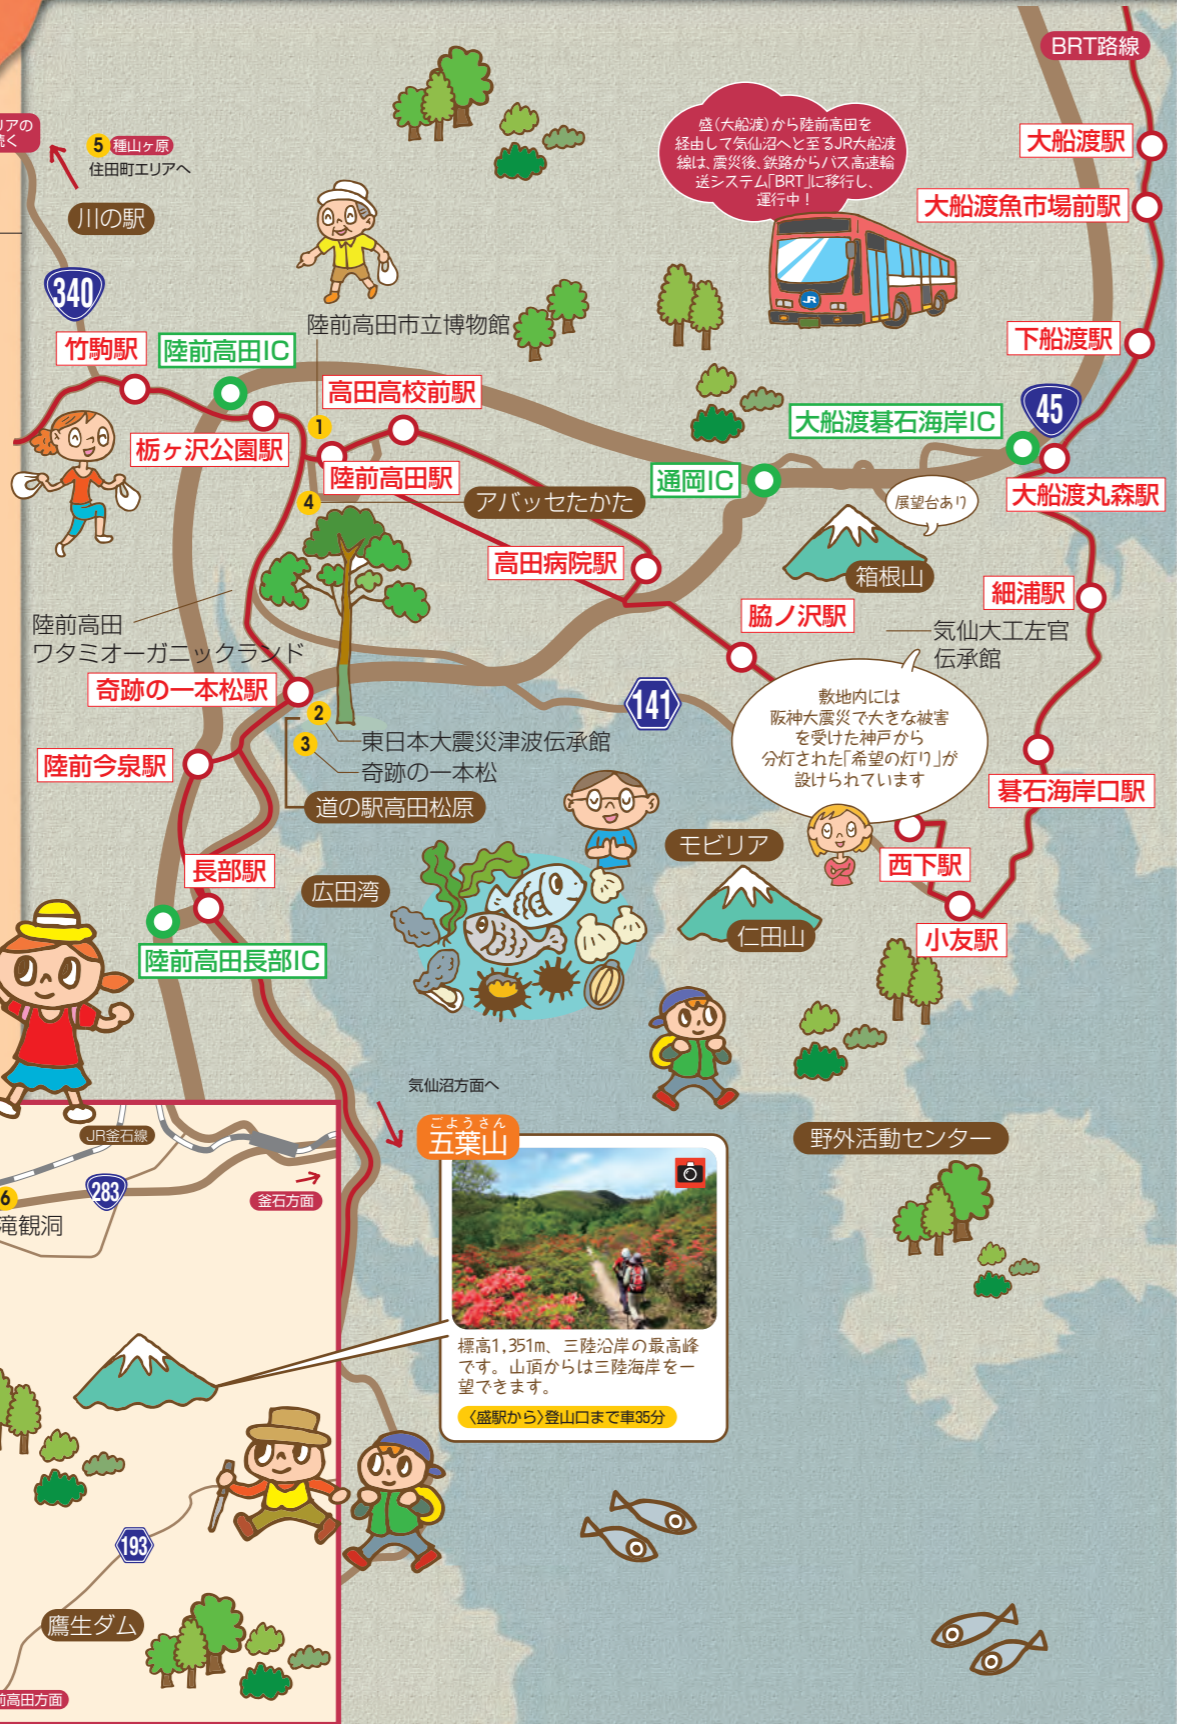 BRT路線
リアの
続く
5 種山ヶ原
住田町エリアへ
川の駅
340
盛(大船渡)から陸前高田を
経由して気仙沼へと至るJR大船渡
線は、震災後、鉄路からバス高速輸
送システム「BRT」に移行し、
運行中!
JR
大船渡駅
大船渡魚市場前駅
下船渡駅
45
陸前高田市立博物館
竹駒駅
陸前高田IC
高田高校前駅
大船渡碁石海岸IC
1
栃ヶ沢公園駅
陸前高田駅
通岡IC
大船渡丸森駅
4
アバッセたかた
展望台あり
高田病院駅
箱根山
細浦駅
脇ノ沢駅
陸前高田
ワタミオーガニックランド
気仙大工左官
伝承館
奇跡の一本松駅
141
敷地内には
阪神大震災で大きな被害
を受けた神戸から
分灯された「希望の灯り」が
設けられています
2
東日本大震災津波伝承館
3
奇跡の一本松
陸前今泉駅
道の駅高田松原
碁石海岸口駅
モビリア
西下駅
長部駅
広田湾
仁田山
小友駅
陸前高田長部IC
気仙沼方面へ
JR釜石線
283
釜石方面
6
滝観洞
野外活動センター
ごようさん
五葉山
標高1,351m、三陸沿岸の最高峰
です。山頂からは三陸海岸を一
望できます。
〈盛駅から〉登山口まで車35分
193
鷹生ダム
前高田方面